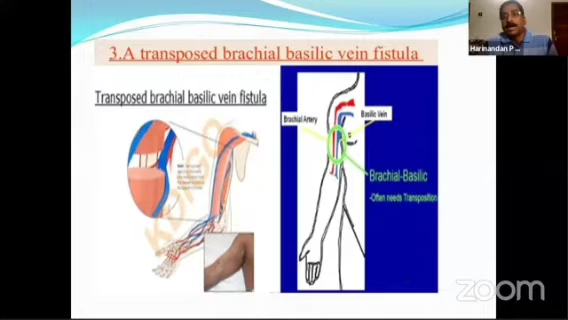 3.A transposed brachial basilic vein fistula
Harinandan P ...
Transposed brachial basilic vein fistula
Brachial Artery
Basilic Vein
Brachial-Basilic
-Often needs Transposition
KDIGO
zoom